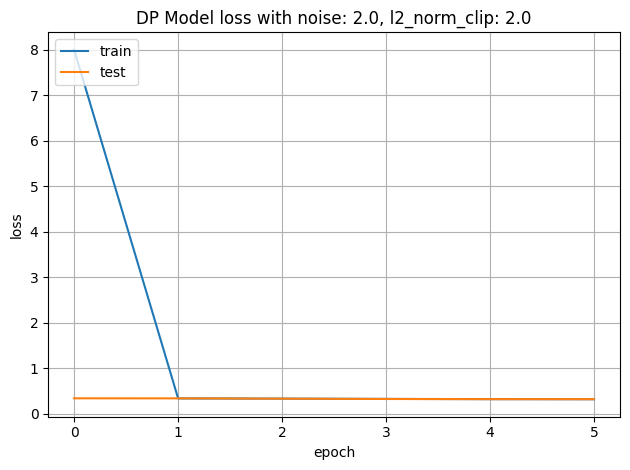 DP Model loss with noise: 2.0, l2_norm_clip: 2.0
train
test
8
7
6
5
4
3
2
1
0
loss
0 1 2 3 4 5
epoch